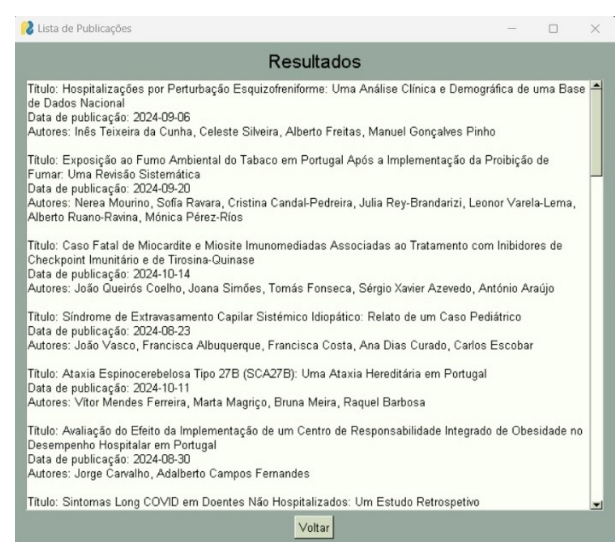 Lista de Publicações
Resultados
Título: Hospitalizações por Perturbação Esquizofreniforme: Uma Análise Clínica e Demográfica de uma Base
de Dados Nacional
Data de publicação: 2024-09-06
Autores: Inês Teixeira da Cunha, Celeste Silveira, Alberto Freitas, Manuel Gonçalves Pinho
Título: Exposição ao Fumo Ambiental do Tabaco em Portugal Após a Implementação da Proibição de
Fumar: Uma Revisão Sistemática
Data de publicação: 2024-09-20
Autores: Nerea Mourino, Sofía Ravara, Cristina Candal-Pedreira, Julia Rey-Brandarizi, Leonor Varela-Lema,
Alberto Ruano-Ravina, Mónica Pérez-Ríos
Título: Caso Fatal de Miocardite e Miosite Imunomediadas Associadas ao Tratamento com Inibidores de
Checkpoint Imunitário e de Tirosina-Quinase
Data de publicação: 2024-10-14
Autores: João Queirós Coelho, Joana Simões, Tomás Fonseca, Sérgio Xavier Azevedo, António Araújo
Título: Síndrome de Extravasamento Capilar Sistémico Idiopático: Relato de um Caso Pediátrico
Data de publicação: 2024-08-23
Autores: João Vasco, Francisca Albuquerque, Francisca Costa, Ana Dias Curado, Carlos Escobar
Título: Ataxia Espinocerebelosa Tipo 27B (SCA27B): Uma Ataxia Hereditária em Portugal
Data de publicação: 2024-10-11
Autores: Vítor Mendes Ferreira, Marta Magriço, Bruna Meira, Raquel Barbosa
Título: Avaliação do Efeito da Implementação de um Centro de Responsabilidade Integrado de Obesidade no
Desempenho Hospitalar em Portugal
Data de publicação: 2024-08-30
Autores: Jorge Carvalho, Adalberto Campos Fernandes
Título: Sintomas Long COVID em Doentes Não Hospitalizados: Um Estudo Retrospetivo
Voltar